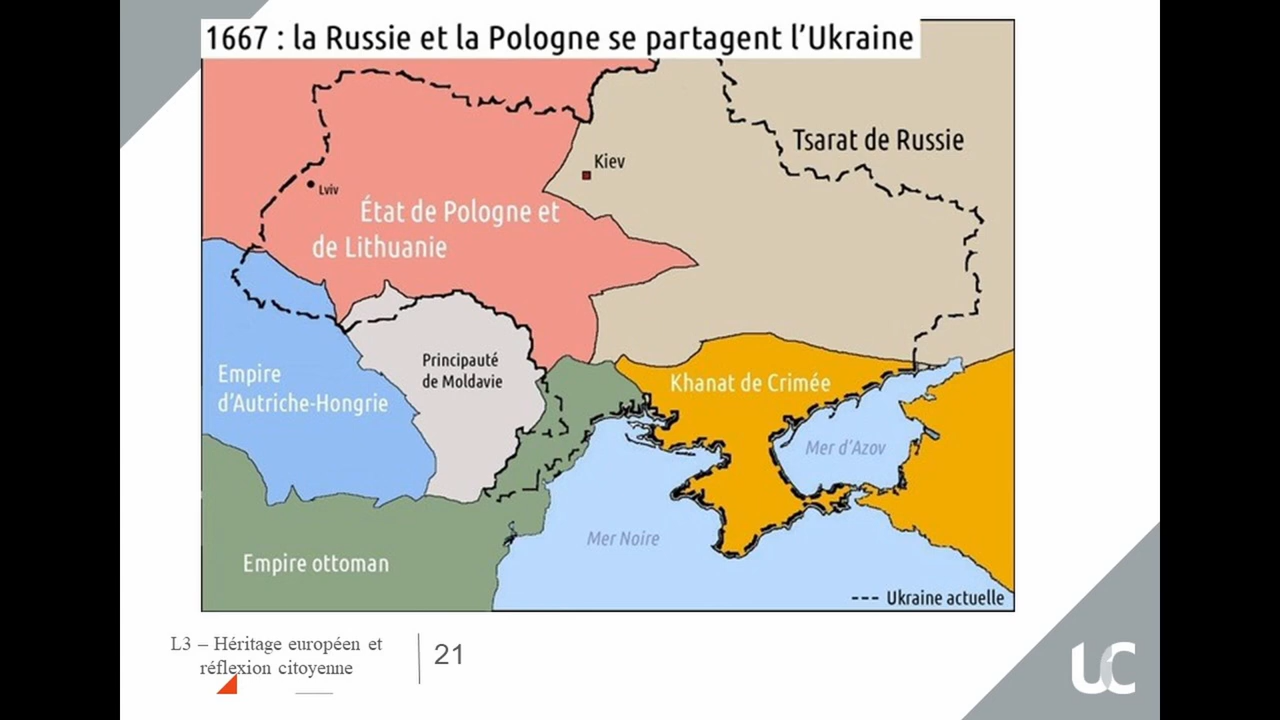 1667 : la Russie et la Pologne se partagent l’Ukraine
Tsarat de Russie
Kiev
Lviv
État de Pologne et
de Lithuanie
Principauté
de Moldavie
Empire
d’Autriche-Hongrie
Khanat de Crimée
Mer d’Azov
Mer Noire
Empire ottoman
Ukraine actuelle
L3 – Héritage européen et
réflexion citoyenne
21
UC